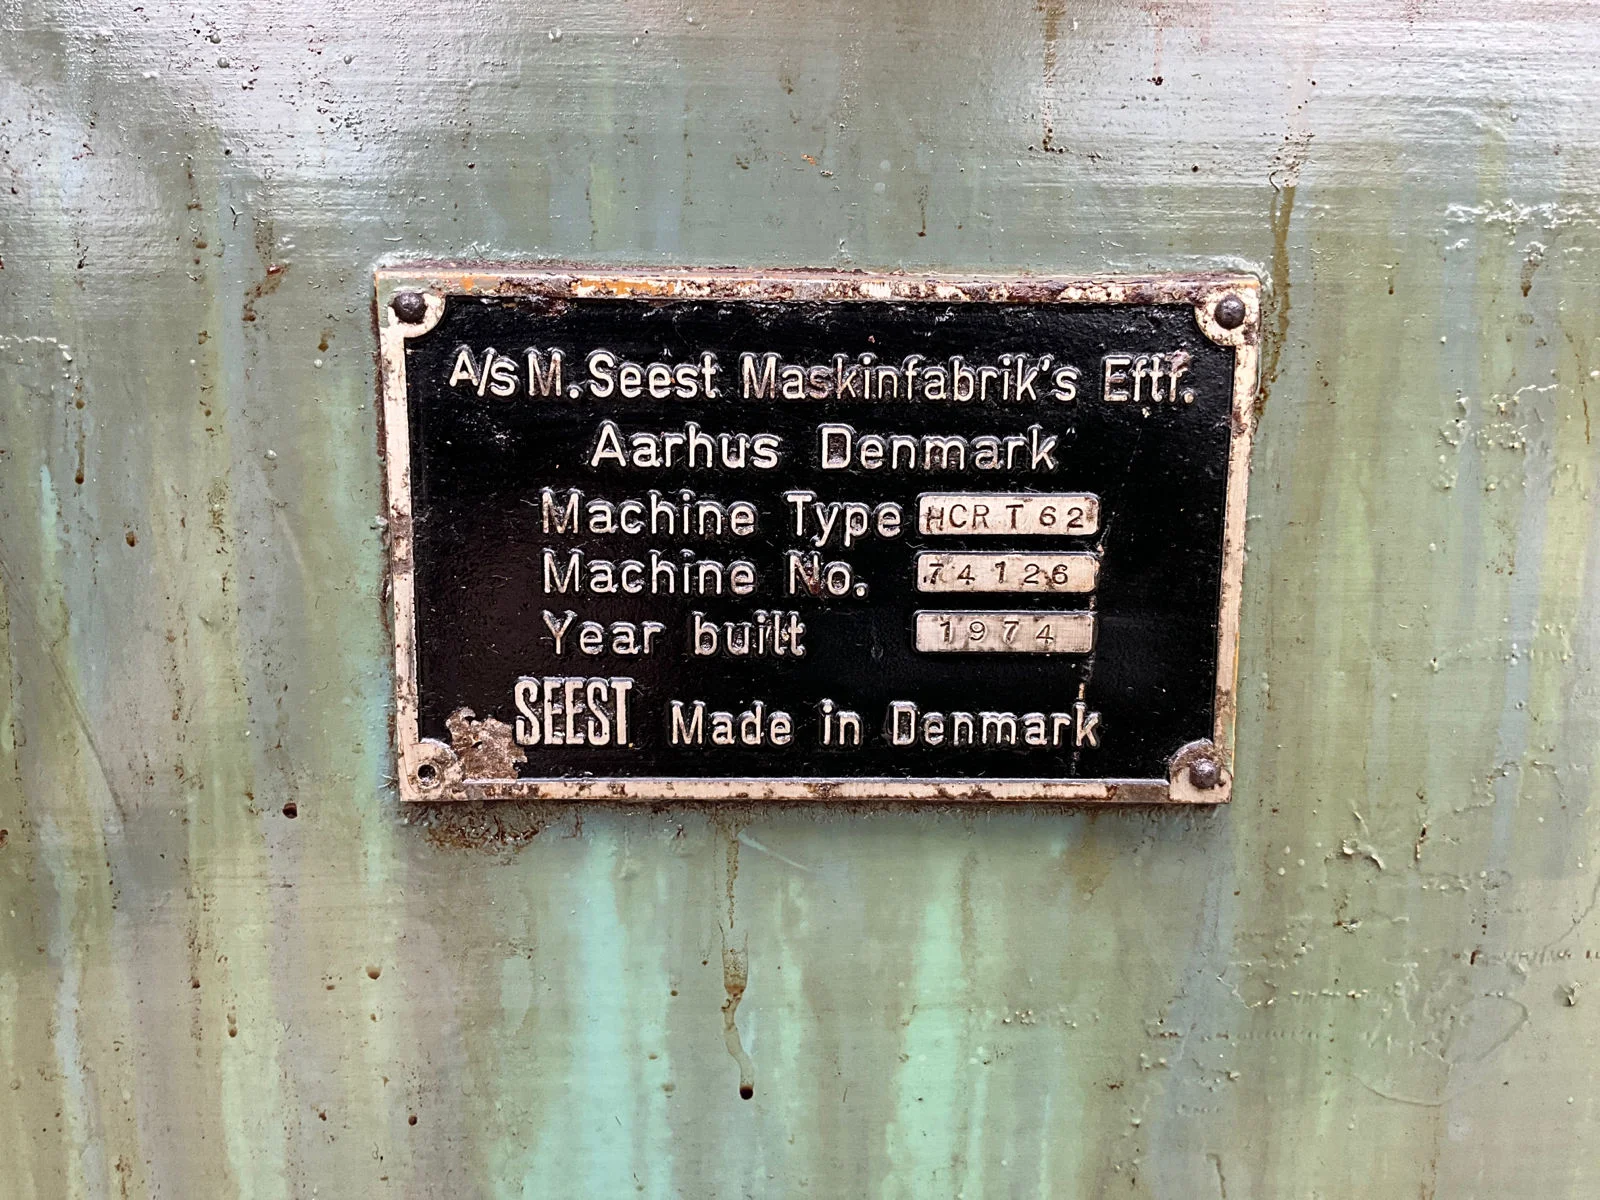 A/S M. Seest Maskinfabrik's Eftf.
Aarhus Denmark
Machine Type HCR T 62
Machine No. 74126
Year built 1974
SEEST Made in Denmark